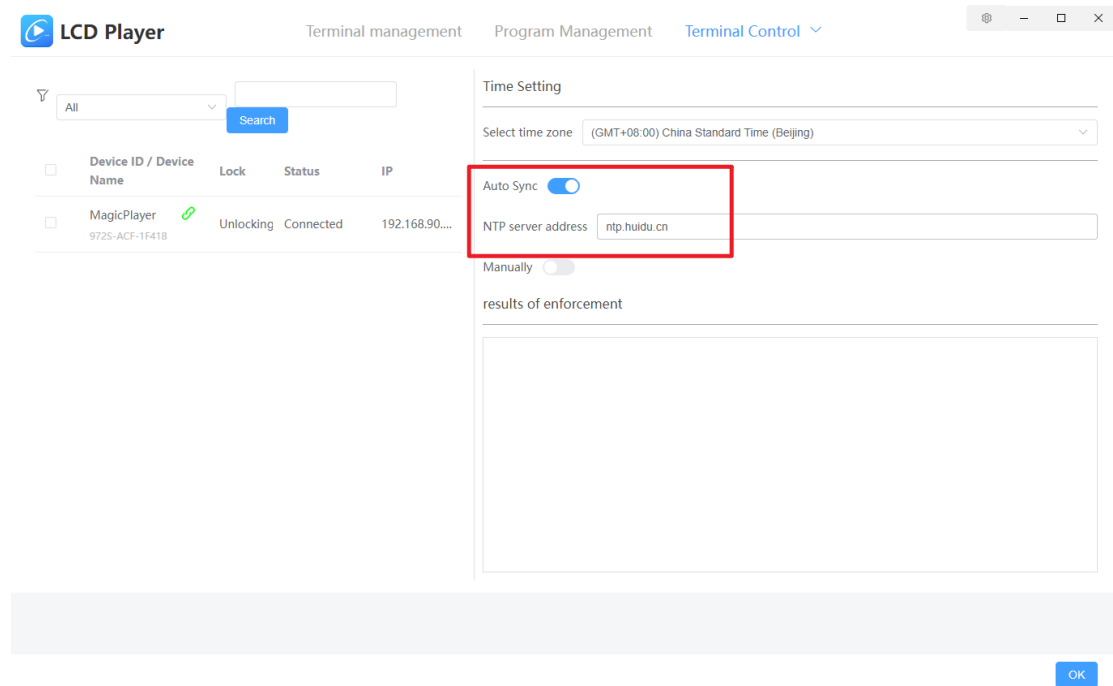 LCD Player
Terminal management
Program Management
Terminal Control
All
Search
Device ID / Device
Name
Lock
Status
IP
MagicPlayer
972S-ACF-1F418
Unlocking
Connected
192.168.90....
Time Setting
Select time zone
(GMT+08:00) China Standard Time (Beijing)
Auto Sync
NTP server address
ntp.huidu.cn
Manually
results of enforcement
OK